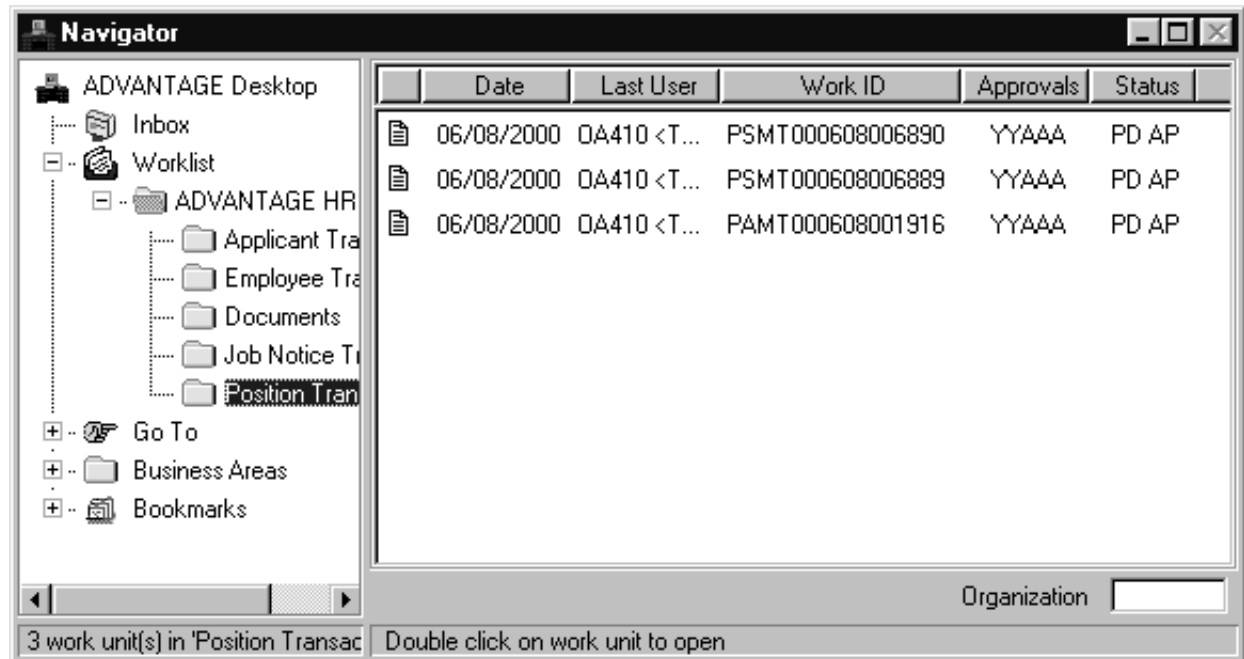 Navigator
ADVANTAGE Desktop
Inbox
Worklist
ADVANTAGE HR
Applicant Tra
Employee Tra
Documents
Job Notice Tr
Position Tran
Go To
Business Areas
Bookmarks
Date Last User Work ID Approvals Status
06/08/2000 OA410 <T... PSMT000608006890 YYAAA PD AP
06/08/2000 OA410 <T... PSMT000608006889 YYAAA PD AP
06/08/2000 OA410 <T... PAMT000608001916 YYAAA PD AP
Organization
3 work unit(s) in 'Position Transac
Double click on work unit to open